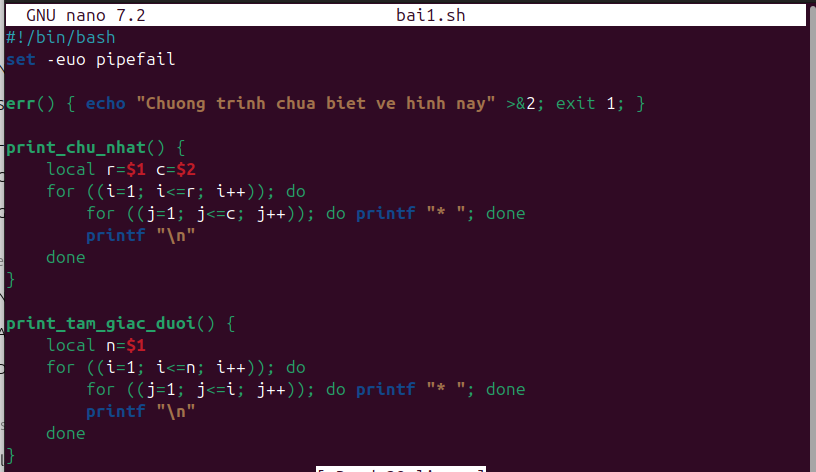 GNU nano 7.2 bai1.sh
#!/bin/bash
set -euo pipefail

err() { echo "Chuong trinh chua biet ve hinh nay" >&2; exit 1; }

print_chu_nhat() {
    local r=$1 c=$2
    for ((i=1; i<=r; i++)); do
        for ((j=1; j<=c; j++)); do printf "* "; done
        printf "\n"
    done
}

print_tam_giac_duoi() {
    local n=$1
    for ((i=1; i<=n; i++)); do
        for ((j=1; j<=i; j++)); do printf "* "; done
        printf "\n"
    done
}